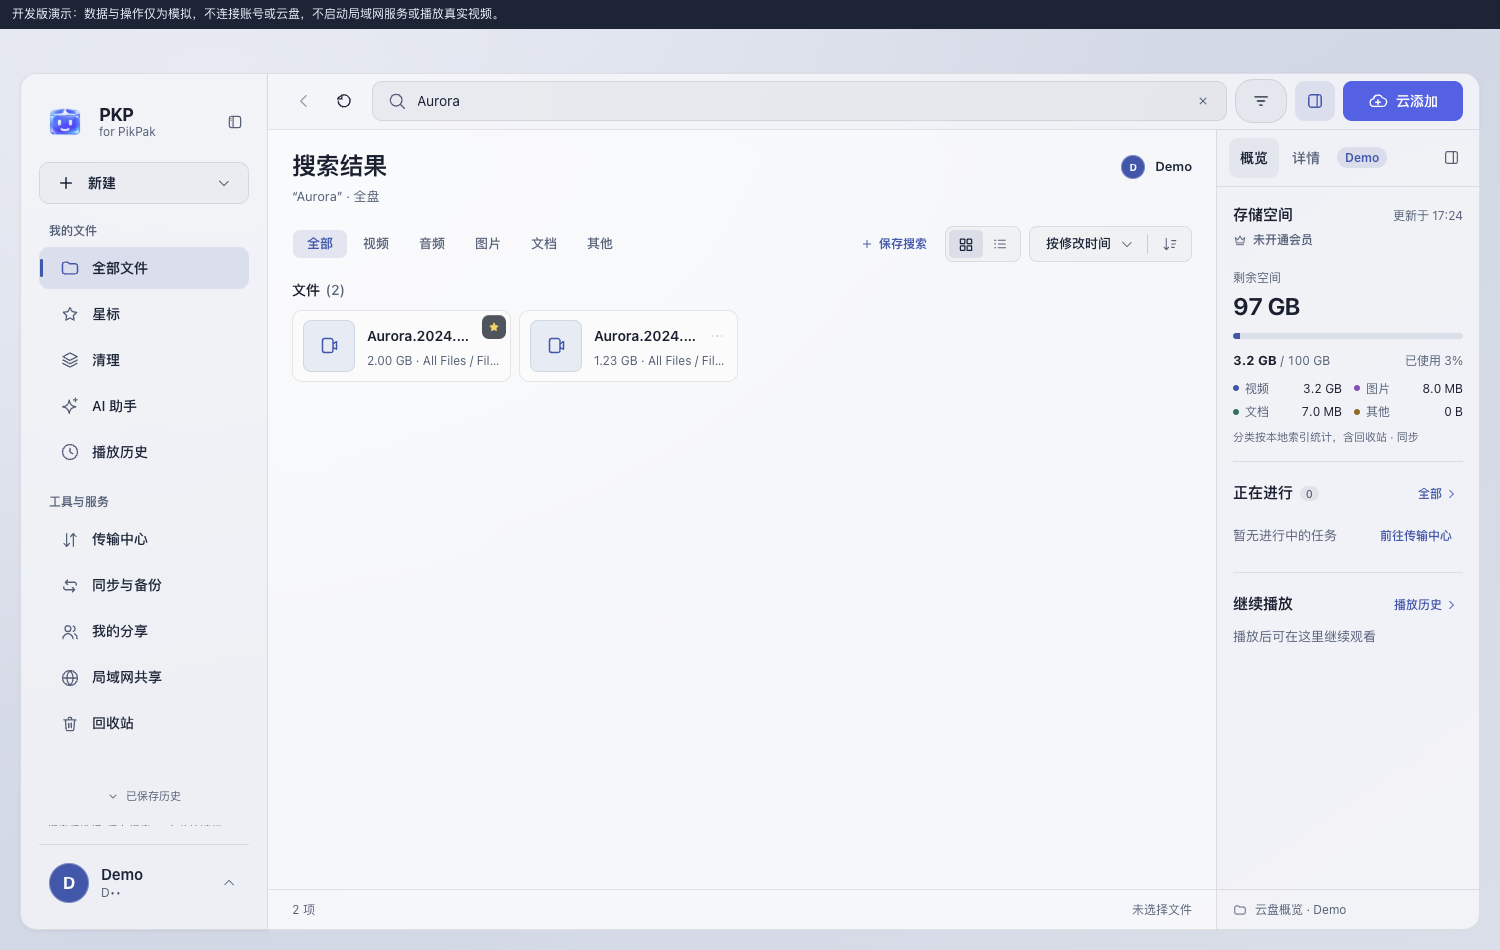 开发版演示：数据与操作仅为模拟，不连接账号或云盘，不启动局域网服务或播放真实视频。
PKP
for PikPak
新建
我的文件
全部文件
星标
清理
AI 助手
播放历史
工具与服务
传输中心
同步与备份
我的分享
局域网共享
回收站
已保存历史
D
Demo
D••
Aurora
云添加
搜索结果
“Aurora” · 全盘
D Demo
全部 视频 音频 图片 文档 其他
保存搜索
按修改时间
文件 (2)
Aurora.2024....
2.00 GB · All Files / Fil...
Aurora.2024....
1.23 GB · All Files / Fil...
2 项
未选择文件
概览 详情 Demo
存储空间 更新于 17:24
未开通会员
剩余空间
97 GB
3.2 GB / 100 GB 已使用 3%
视频 3.2 GB 图片 8.0 MB
文档 7.0 MB 其他 0 B
分类按本地索引统计，含回收站 · 同步
正在进行 0 全部
暂无进行中的任务 前往传输中心
继续播放 播放历史
播放后可在这里继续观看
云盘概览 · Demo